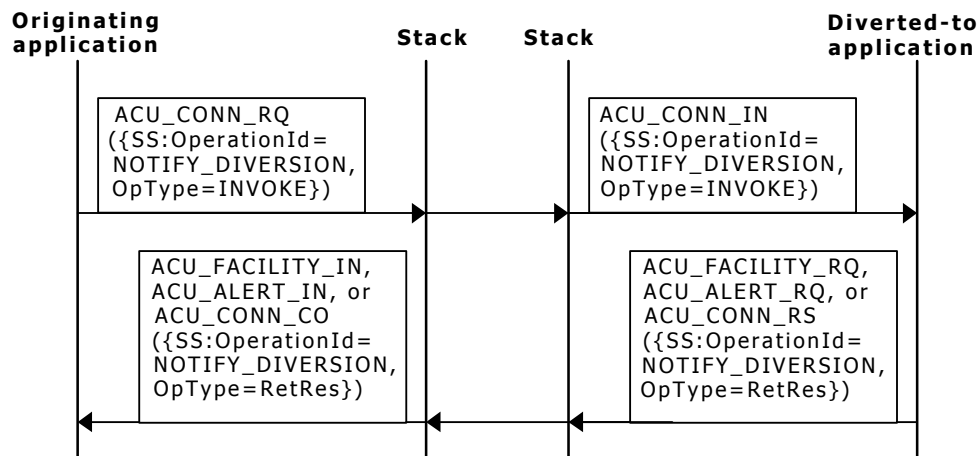 Originating
application
Stack
Stack
Diverted-to
application
ACU_CONN_RQ
({SS:OperationId=
NOTIFY_DIVERSION,
OpType=INVOKE})
ACU_CONN_IN
({SS:OperationId=
NOTIFY_DIVERSION,
OpType=INVOKE})
ACU_FACILITY_IN,
ACU_ALERT_IN, or
ACU_CONN_CO
({SS:OperationId=
NOTIFY_DIVERSION,
OpType=RetRes})
ACU_FACILITY_RQ,
ACU_ALERT_RQ, or
ACU_CONN_RS
({SS:OperationId=
NOTIFY_DIVERSION,
OpType=RetRes})